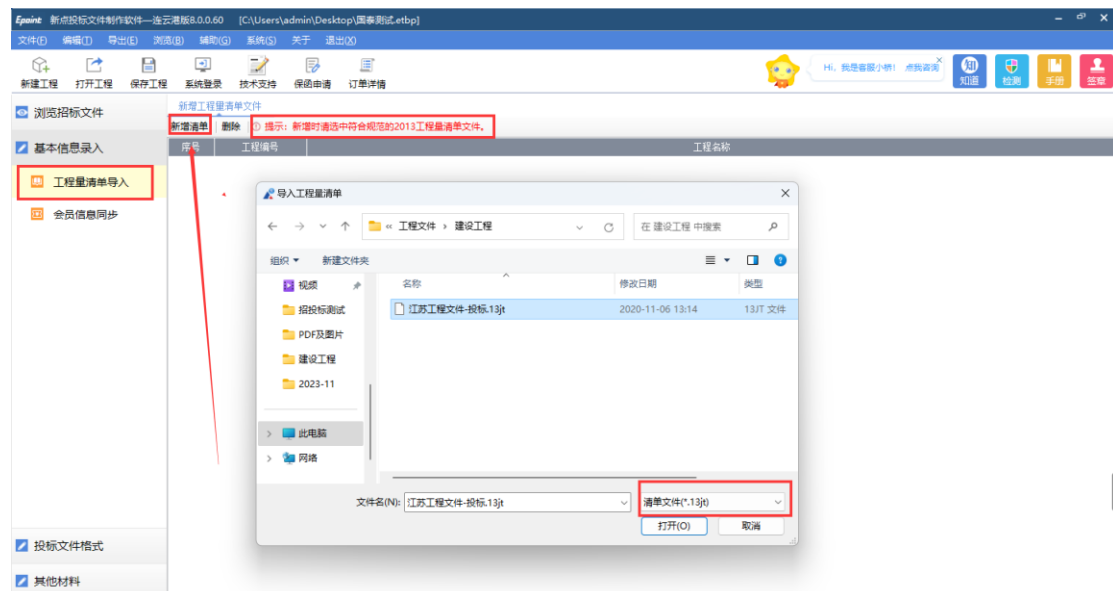 Epoint 新点投标文件制作软件—连云港版8.0.0.60 [C:\Users\admin\Desktop\国泰测试.etbp]
文件(F) 编辑(T) 导出(E) 浏览(B) 辅助(G) 系统(S) 关于 退出(X)
新建工程 打开工程 保存工程 系统登录 技术支持 保函申请 订单详情
Hi，我是客服小桥！ 点我咨询
知道 检测 手册 签章
浏览招标文件
基本信息录入
工程量清单导入
会员信息同步
新增工程量清单文件
新增清单 删除 提示：新增时请选中符合规范的2013工程量清单文件。
序号 工程编号 工程名称
导入工程量清单
« 工程文件 › 建设工程
在 建设工程 中搜索
组织 新建文件夹
名称 修改日期 类型
视频
招投标测试
PDF及图片
建设工程
2023-11
此电脑
网络
江苏工程文件-投标.13jt 2020-11-06 13:14 13JT 文件
文件名(N): 江苏工程文件-投标.13jt 清单文件(*.13jt)
打开(O) 取消
投标文件格式
其他材料